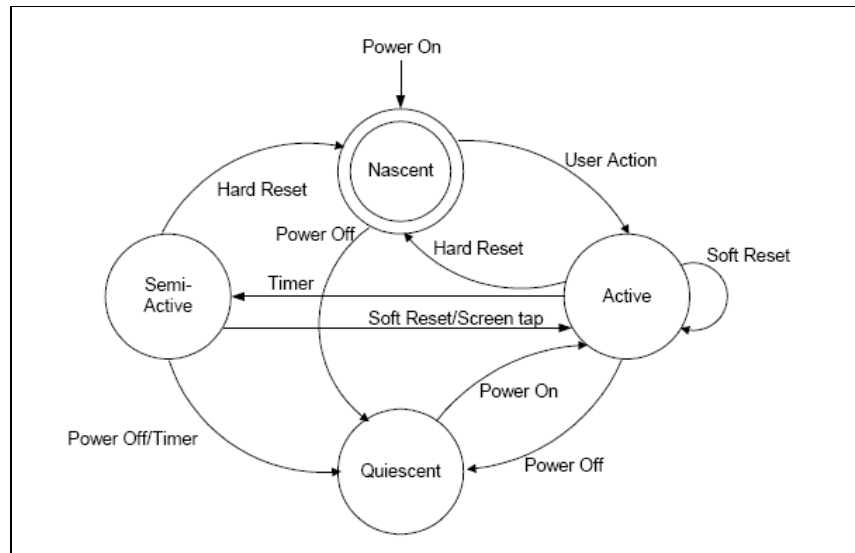 Power On
Nascent
User Action
Hard Reset
Power Off
Hard Reset
Soft Reset
Semi-
Active
Timer
Active
Soft Reset/Screen tap
Power On
Power Off/Timer
Quiescent
Power Off